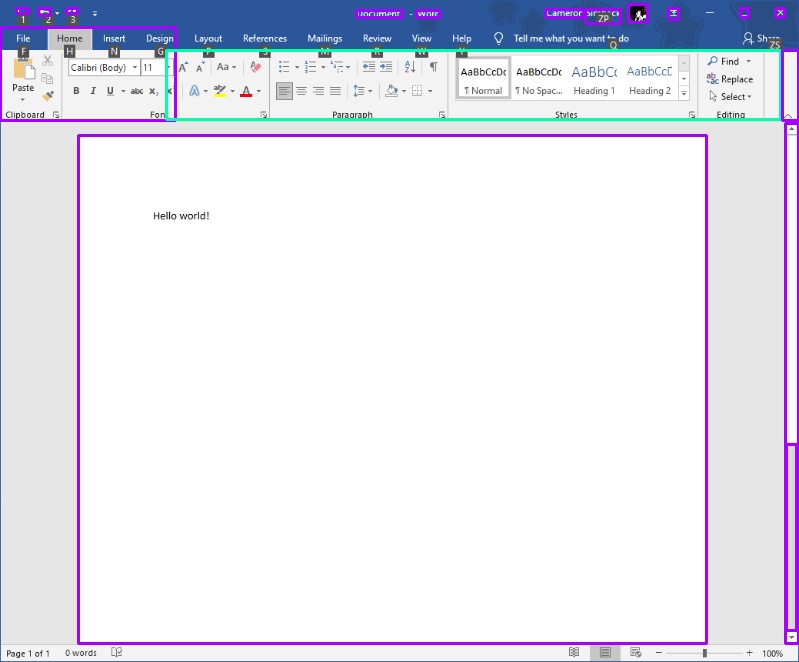 1 2 3
Document - Word
Cameron
ZP
File Home Insert Design Layout References Mailings Review View Help Tell me what you want to do Share
F H N G Q ZS
Paste
Calibri (Body) 11
Aa
B I U abc x
A
AaBbCcDc AaBbCcDc AaBbCc AaBbCcD
¶ Normal ¶ No Spac... Heading 1 Heading 2
Find
Replace
Select
Clipboard Font Paragraph Styles Editing
Hello world!
Page 1 of 1 0 words 100%